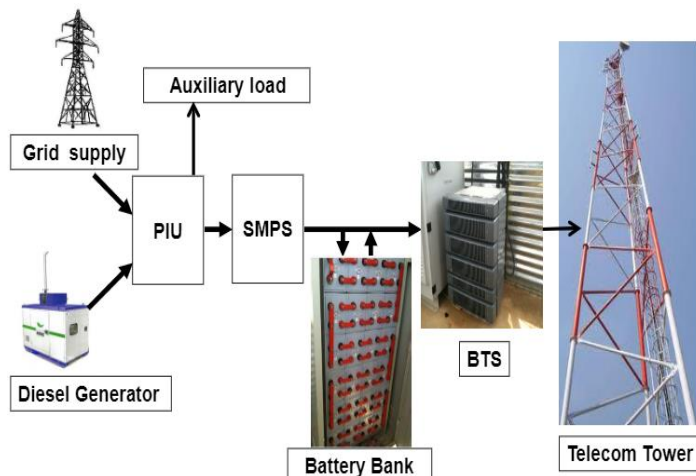 Auxiliary load
Grid supply
PIU
SMPS
Diesel Generator
BTS
Battery Bank
Telecom Tower